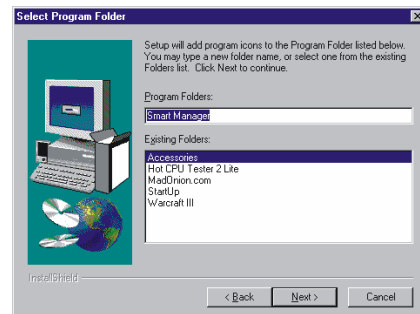 Select Program Folder
Setup will add program icons to the Program Folder listed below.
You may type a new folder name, or select one from the existing
Folders list. Click Next to continue.
Program Folders:
Smart Manager
Existing Folders:
Accessories
Hot CPU Tester 2 Lite
MadOnion.com
StartUp
Warcraft III
InstallShield
< Back
Next >
Cancel